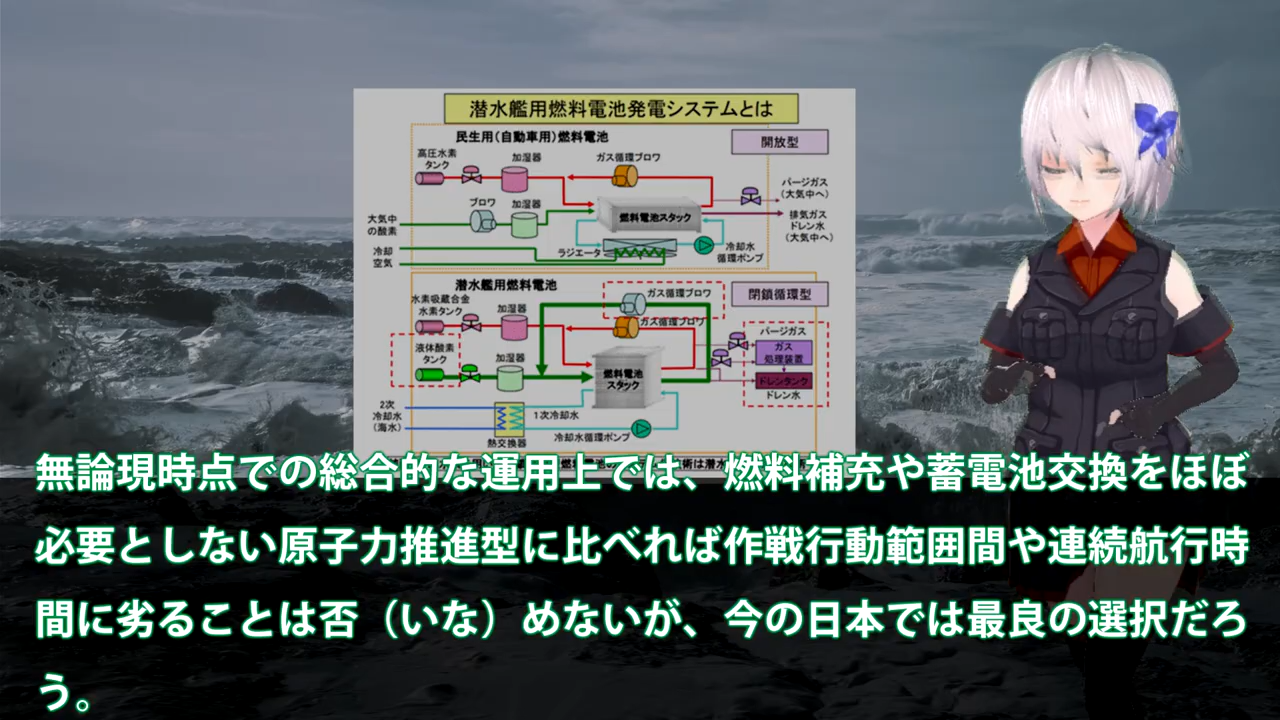 潜水艦用燃料電池発電システムとは
民生用(自動車用)燃料電池
開放型
高圧水素
タンク
加湿器
ガス循環ブロワ
パージガス
(大気中へ)
ブロワ
加湿器
大気中
の酸素
燃料電池スタック
排気ガス
ドレン水
(大気中へ)
冷却
空気
ラジエータ
冷却水
循環ポンプ
潜水艦用燃料電池
閉鎖循環型
水素吸蔵合金
水素タンク
加湿器
ガス循環ブロワ
ガス循環ブロワ
パージガス
液体酸素
タンク
加湿器
燃料電池
スタック
ガス
処理装置
ドレンタンク
ドレン水
2次
冷却水
(海水)
1次冷却水
熱交換器
冷却水循環ポンプ
無論現時点での総合的な運用上では、燃料補充や蓄電池交換をほぼ
必要としない原子力推進型に比べれば作戦行動範囲間や連続航行時
間に劣ることは否（いな）めないが、今の日本では最良の選択だろ
う。